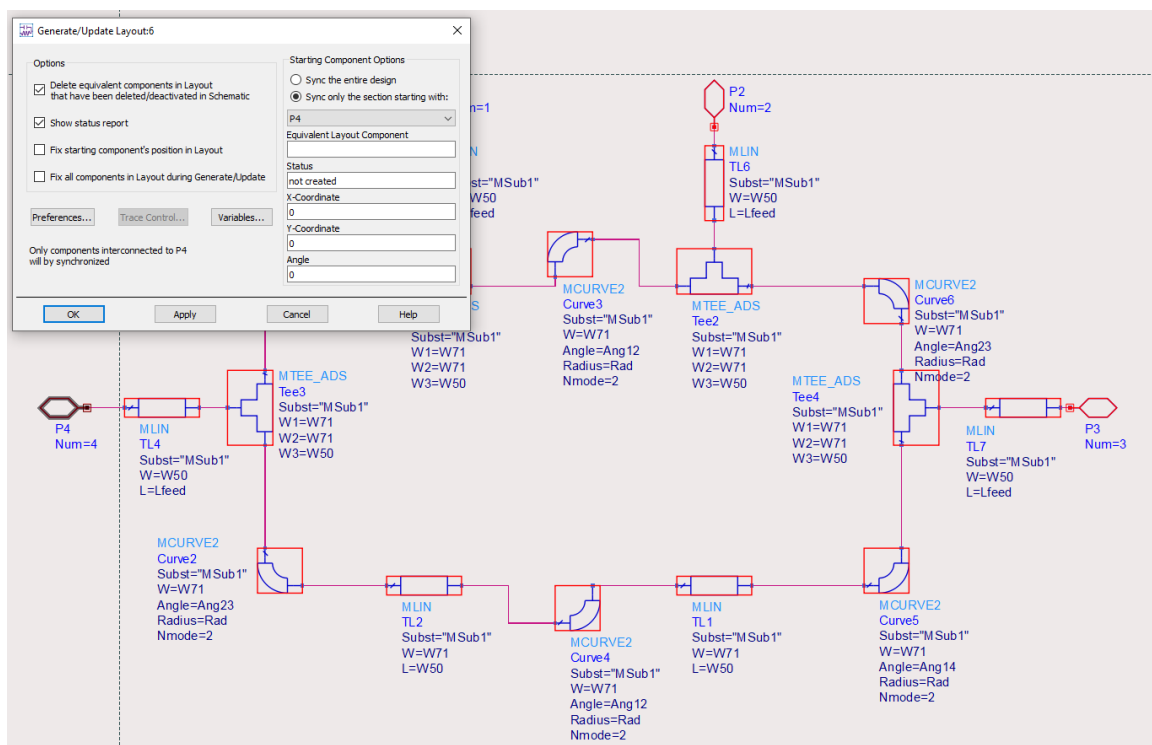 Generate/Update Layout:6
Options
Delete equivalent components in Layout
that have been deleted/deactivated in Schematic
Show status report
Fix starting component's position in Layout
Fix all components in Layout during Generate/Update
Preferences...
Trace Control...
Variables...
Only components interconnected to P4
will be synchronized
Starting Component Options
Sync the entire design
Sync only the section starting with:
P4
Equivalent Layout Component
Status
not created
X-Coordinate
0
Y-Coordinate
0
Angle
0
OK
Apply
Cancel
Help
=1
N
st="MSub1"
W50
feed
P2
Num=2
MLIN
TL6
Subst="MSub1"
W=W50
L=Lfeed
MCURVE2
Curve3
Subst="MSub1"
W=W71
Angle=Ang12
Radius=Rad
Nmode=2
DS
Subst="MSub1"
W1=W71
W2=W71
W3=W50
MTEE_ADS
Tee2
Subst="MSub1"
W1=W71
W2=W71
W3=W50
MCURVE2
Curve6
Subst="MSub1"
W=W71
Angle=Ang23
Radius=Rad
Nmode=2
MTEE_ADS
Tee3
Subst="MSub1"
W1=W71
W2=W71
W3=W50
MTEE_ADS
Tee4
Subst="MSub1"
W1=W71
W2=W71
W3=W50
P4
Num=4
MLIN
TL4
Subst="MSub1"
W=W50
L=Lfeed
MLIN
TL7
Subst="MSub1"
W=W50
L=Lfeed
P3
Num=3
MCURVE2
Curve2
Subst="MSub1"
W=W71
Angle=Ang23
Radius=Rad
Nmode=2
MLIN
TL2
Subst="MSub1"
W=W71
L=W50
MCURVE2
Curve4
Subst="MSub1"
W=W71
Angle=Ang12
Radius=Rad
Nmode=2
MLIN
TL1
Subst="MSub1"
W=W71
L=W50
MCURVE2
Curve5
Subst="MSub1"
W=W71
Angle=Ang14
Radius=Rad
Nmode=2